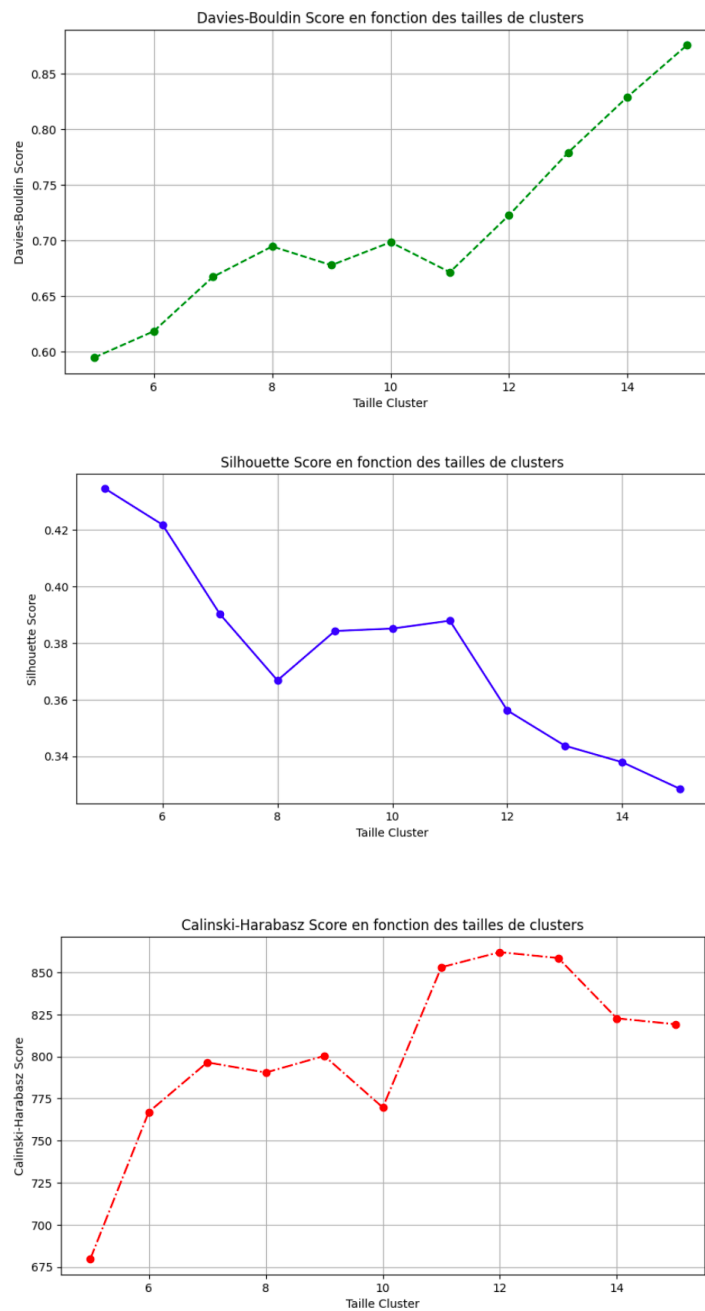 Davies-Bouldin Score en fonction des tailles de clusters
0.85
0.80
0.75
0.70
0.65
0.60
Davies-Bouldin Score
6 8 10 12 14
Taille Cluster
Silhouette Score en fonction des tailles de clusters
0.42
0.40
0.38
0.36
0.34
Silhouette Score
6 8 10 12 14
Taille Cluster
Calinski-Harabasz Score en fonction des tailles de clusters
850
825
800
775
750
725
700
675
Calinski-Harabasz Score
6 8 10 12 14
Taille Cluster